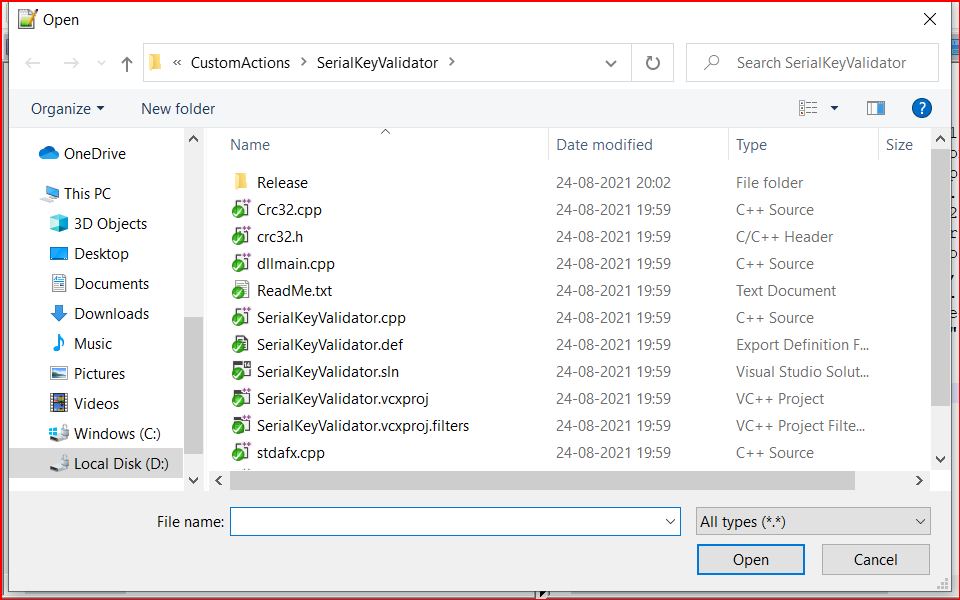 Open
« CustomActions > SerialKeyValidator >
Search SerialKeyValidator
Organize
New folder
?
OneDrive
This PC
3D Objects
Desktop
Documents
Downloads
Music
Pictures
Videos
Windows (C:)
Local Disk (D:)
Name Date modified Type Size
Release 24-08-2021 20:02 File folder
Crc32.cpp 24-08-2021 19:59 C++ Source
crc32.h 24-08-2021 19:59 C/C++ Header
dllmain.cpp 24-08-2021 19:59 C++ Source
ReadMe.txt 24-08-2021 19:59 Text Document
SerialKeyValidator.cpp 24-08-2021 19:59 C++ Source
SerialKeyValidator.def 24-08-2021 19:59 Export Definition F...
SerialKeyValidator.sln 24-08-2021 19:59 Visual Studio Solut...
SerialKeyValidator.vcxproj 24-08-2021 19:59 VC++ Project
SerialKeyValidator.vcxproj.filters 24-08-2021 19:59 VC++ Project Filte...
stdafx.cpp 24-08-2021 19:59 C++ Source
File name:
All types (*.*)
Open
Cancel